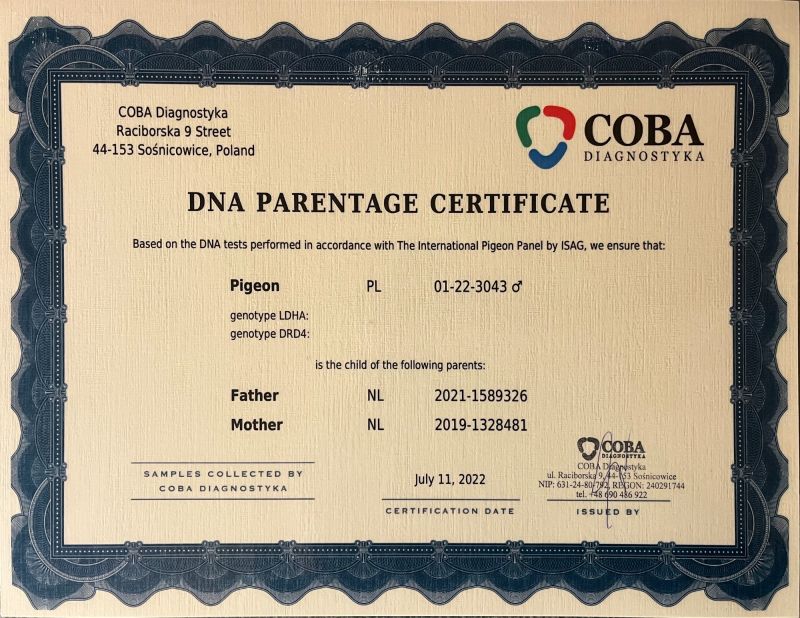 COBA Diagnostyka
Raciborska 9 Street
44-153 Sośnicowice, Poland
COBA
DIAGNOSTYKA
DNA PARENTAGE CERTIFICATE
Based on the DNA tests performed in accordance with The International Pigeon Panel by ISAG, we ensure that:
Pigeon PL 01-22-3043 ♂
genotype LDHA:
genotype DRD4:
is the child of the following parents:
Father NL 2021-1589326
Mother NL 2019-1328481
SAMPLES COLLECTED BY
COBA DIAGNOSTYKA
July 11, 2022
CERTIFICATION DATE
COBA
DIAGNOSTYKA
COBA Diagnostyka
ul. Raciborska 9, 44-153 Sośnicowice
NIP: 631-24-80-792, REGON: 240291744
tel. +48 690 486 922
ISSUED BY